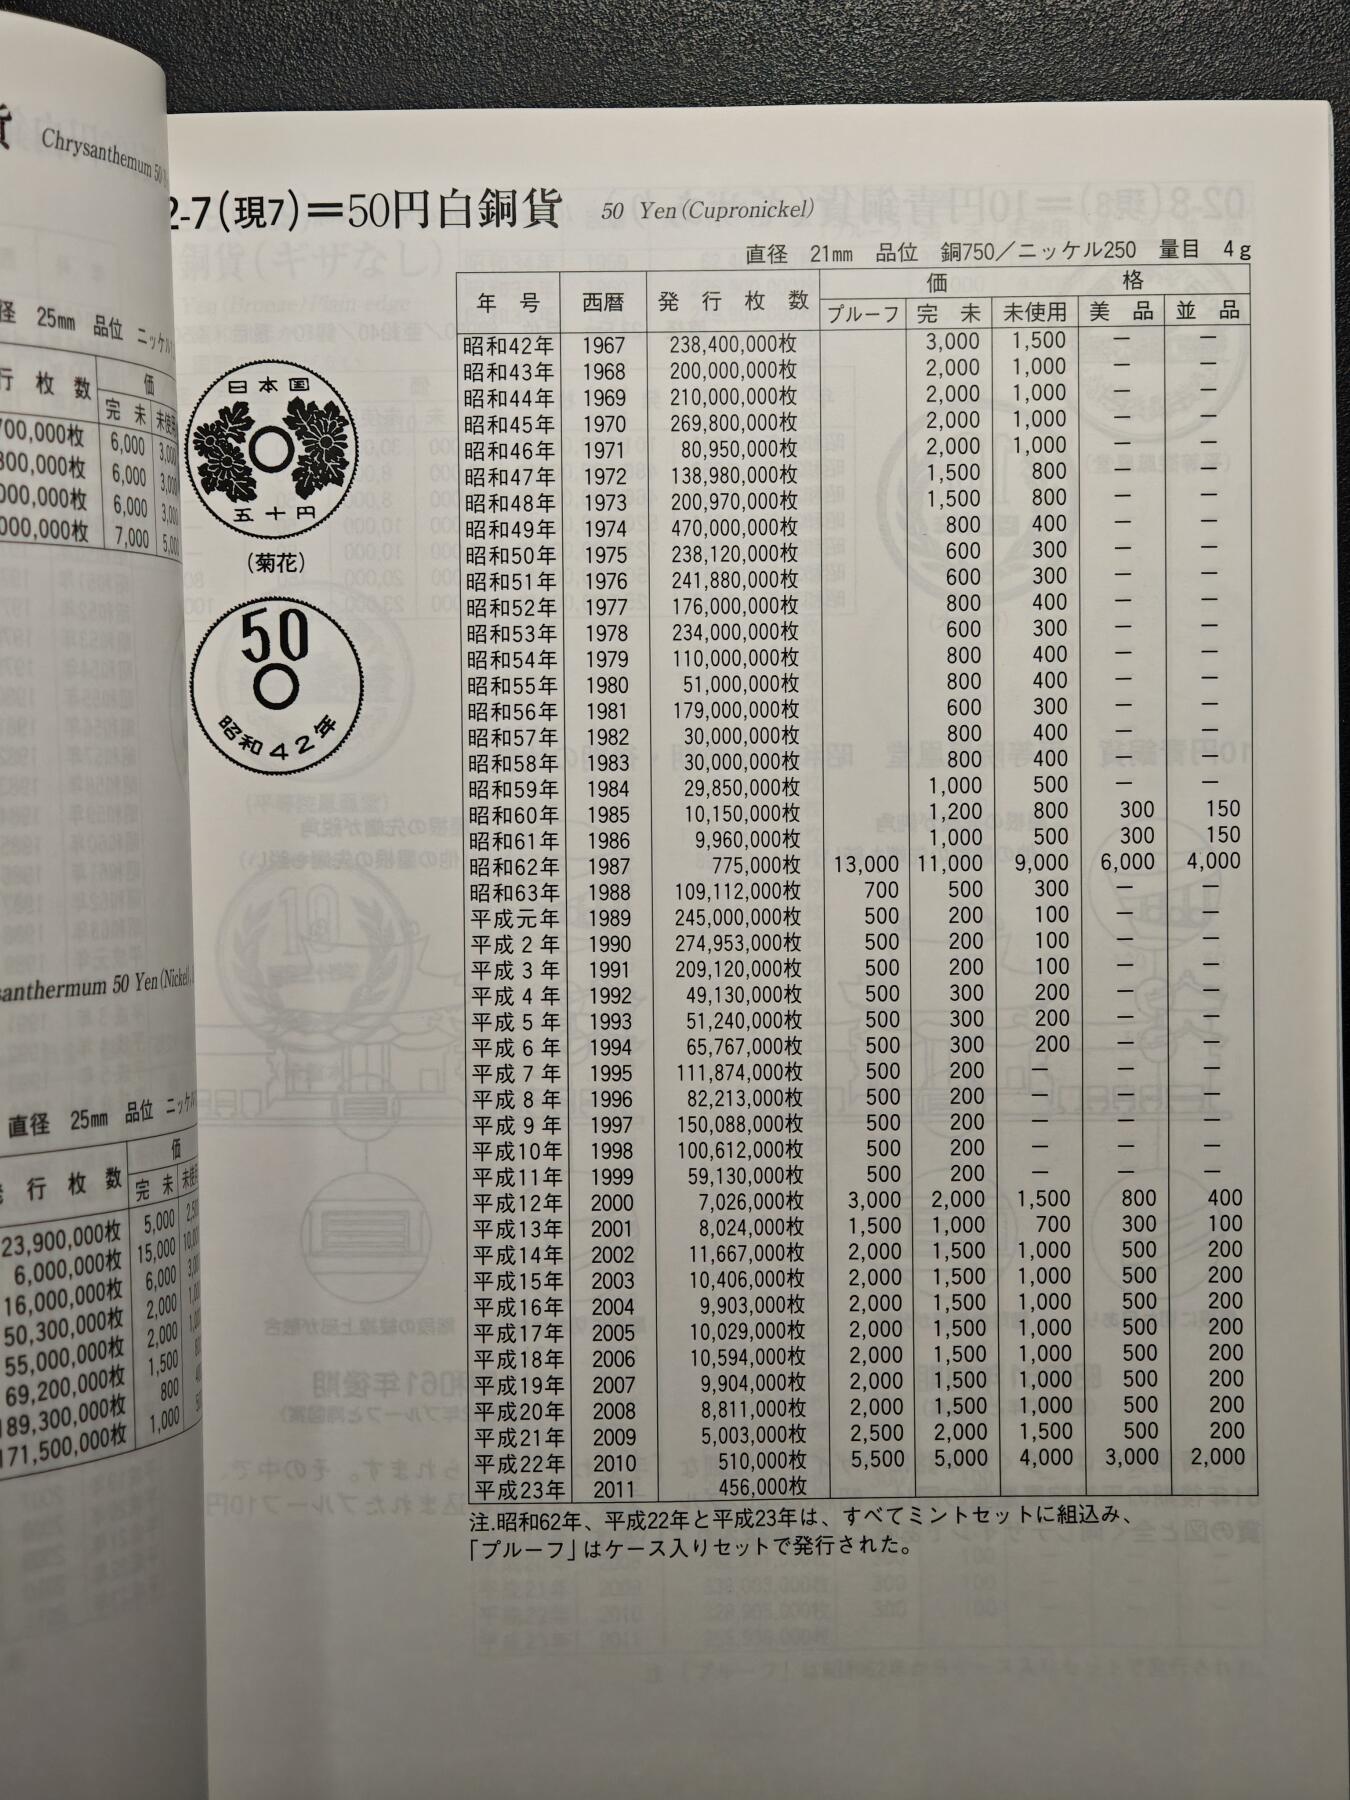 貨 Chrysanthemum 50
径 25mm 品位 ニッケル
行 枚 数 価
完 未 未使用
700,000枚 6,000 3,000
300,000枚 6,000 3,000
000,000枚 6,000 3,000
000,000枚 7,000 5,000
santhermum 50 Yen(Nickel)
直径 25mm 品位 ニッケル
行 枚 数 価
完 未 未使用
23,900,000枚 5,000
6,000,000枚 15,000
16,000,000枚 6,000
50,300,000枚 2,000
55,000,000枚 2,000
69,200,000枚 1,500
189,300,000枚 800
171,500,000枚 1,000
2-7(現7)=50円白銅貨 50 Yen(Cupronickel)
直径 21mm 品位 銅750/ニッケル250 量目 4g
日本国
五十円
(菊花)
50
昭和42年
年 号 西暦 発 行 枚 数 価 格
プルーフ 完 未 未使用 美 品 並 品
昭和42年 1967 238,400,000枚 3,000 1,500 — —
昭和43年 1968 200,000,000枚 2,000 1,000 — —
昭和44年 1969 210,000,000枚 2,000 1,000 — —
昭和45年 1970 269,800,000枚 2,000 1,000 — —
昭和46年 1971 80,950,000枚 2,000 1,000 — —
昭和47年 1972 138,980,000枚 1,500 800 — —
昭和48年 1973 200,970,000枚 1,500 800 — —
昭和49年 1974 470,000,000枚 800 400 — —
昭和50年 1975 238,120,000枚 600 300 — —
昭和51年 1976 241,880,000枚 600 300 — —
昭和52年 1977 176,000,000枚 800 400 — —
昭和53年 1978 234,000,000枚 600 300 — —
昭和54年 1979 110,000,000枚 800 400 — —
昭和55年 1980 51,000,000枚 800 400 — —
昭和56年 1981 179,000,000枚 600 300 — —
昭和57年 1982 30,000,000枚 800 400 — —
昭和58年 1983 30,000,000枚 800 400 — —
昭和59年 1984 29,850,000枚 1,000 500 — —
昭和60年 1985 10,150,000枚 1,200 800 300 150
昭和61年 1986 9,960,000枚 1,000 500 300 150
昭和62年 1987 775,000枚 13,000 11,000 9,000 6,000 4,000
昭和63年 1988 109,112,000枚 700 500 300 — —
平成元年 1989 245,000,000枚 500 200 100 — —
平成 2 年 1990 274,953,000枚 500 200 100 — —
平成 3 年 1991 209,120,000枚 500 200 100 — —
平成 4 年 1992 49,130,000枚 500 300 200 — —
平成 5 年 1993 51,240,000枚 500 300 200 — —
平成 6 年 1994 65,767,000枚 500 300 200 — —
平成 7 年 1995 111,874,000枚 500 200 — — —
平成 8 年 1996 82,213,000枚 500 200 — — —
平成 9 年 1997 150,088,000枚 500 200 — — —
平成10年 1998 100,612,000枚 500 200 — — —
平成11年 1999 59,130,000枚 500 200 — — —
平成12年 2000 7,026,000枚 3,000 2,000 1,500 800 400
平成13年 2001 8,024,000枚 1,500 1,000 700 300 100
平成14年 2002 11,667,000枚 2,000 1,500 1,000 500 200
平成15年 2003 10,406,000枚 2,000 1,500 1,000 500 200
平成16年 2004 9,903,000枚 2,000 1,500 1,000 500 200
平成17年 2005 10,029,000枚 2,000 1,500 1,000 500 200
平成18年 2006 10,594,000枚 2,000 1,500 1,000 500 200
平成19年 2007 9,904,000枚 2,000 1,500 1,000 500 200
平成20年 2008 8,811,000枚 2,000 1,500 1,000 500 200
平成21年 2009 5,003,000枚 2,500 2,000 1,500 500 200
平成22年 2010 510,000枚 5,500 5,000 4,000 3,000 2,000
平成23年 2011 456,000枚
注.昭和62年、平成22年と平成23年は、すべてミントセットに組込み、
「プルーフ」はケース入りセットで発行された。